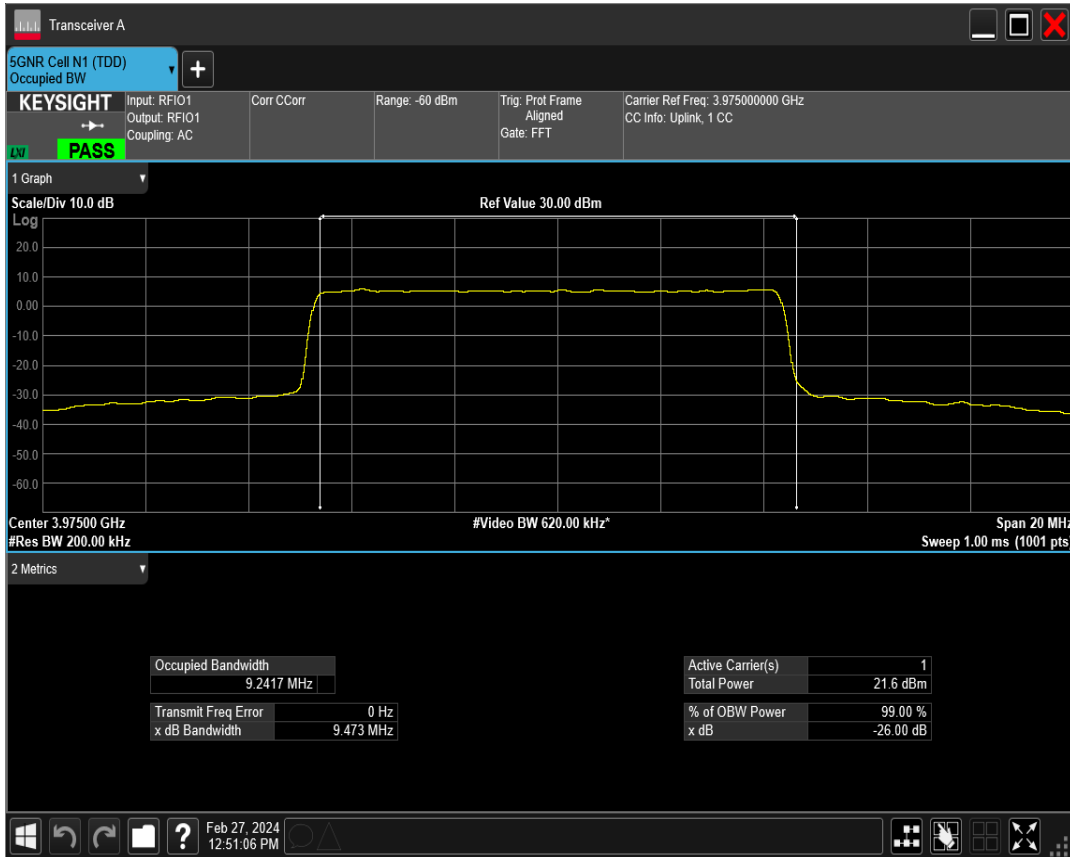 Transceiver A
5GNR Cell N1 (TDD)
Occupied BW
+
KEYSIGHT
LXI
PASS
Input: RFIO1
Output: RFIO1
Coupling: AC
Corr CCorr
Range: -60 dBm
Trig: Prot Frame
Aligned
Gate: FFT
Carrier Ref Freq: 3.975000000 GHz
CC Info: Uplink, 1 CC
1 Graph
Scale/Div 10.0 dB
Ref Value 30.00 dBm
Log
20.0
10.0
0.00
-10.0
-20.0
-30.0
-40.0
-50.0
-60.0
Center 3.97500 GHz
#Video BW 620.00 kHz*
Span 20 MHz
#Res BW 200.00 kHz
Sweep 1.00 ms (1001 pts)
2 Metrics
Occupied Bandwidth
9.2417 MHz
Transmit Freq Error 0 Hz
x dB Bandwidth 9.473 MHz
Active Carrier(s) 1
Total Power 21.6 dBm
% of OBW Power 99.00 %
x dB -26.00 dB
?
Feb 27, 2024
12:51:06 PM